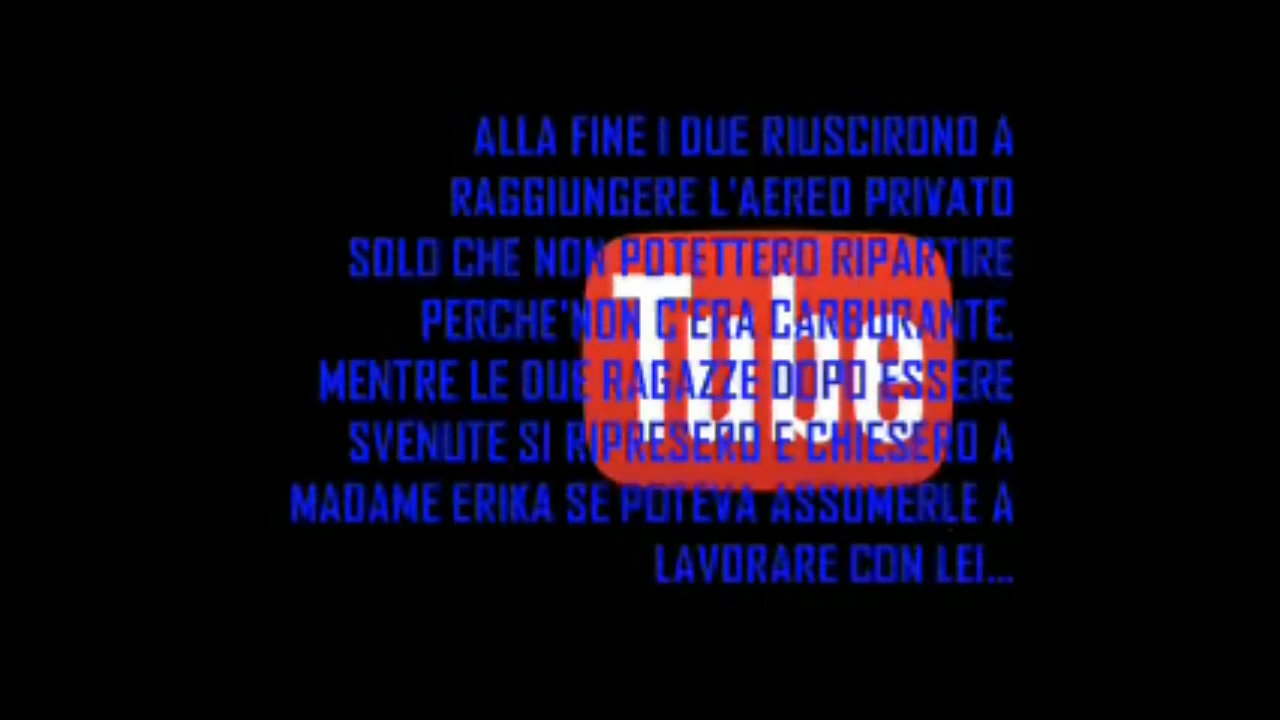 ALLA FINE I DUE RIUSCIRONO A
RAGGIUNGERE L'AEREO PRIVATO
SOLO CHE NON POTETTERO RIPARTIRE
PERCHE'NON C'ERA CARBURANTE.
MENTRE LE DUE RAGAZZE DOPO ESSERE
SVENUTE SI RIPRESERO E CHIESERO A
MADAME ERIKA SE POTEVA ASSUMERLE A
LAVORARE CON LEI...
Tube